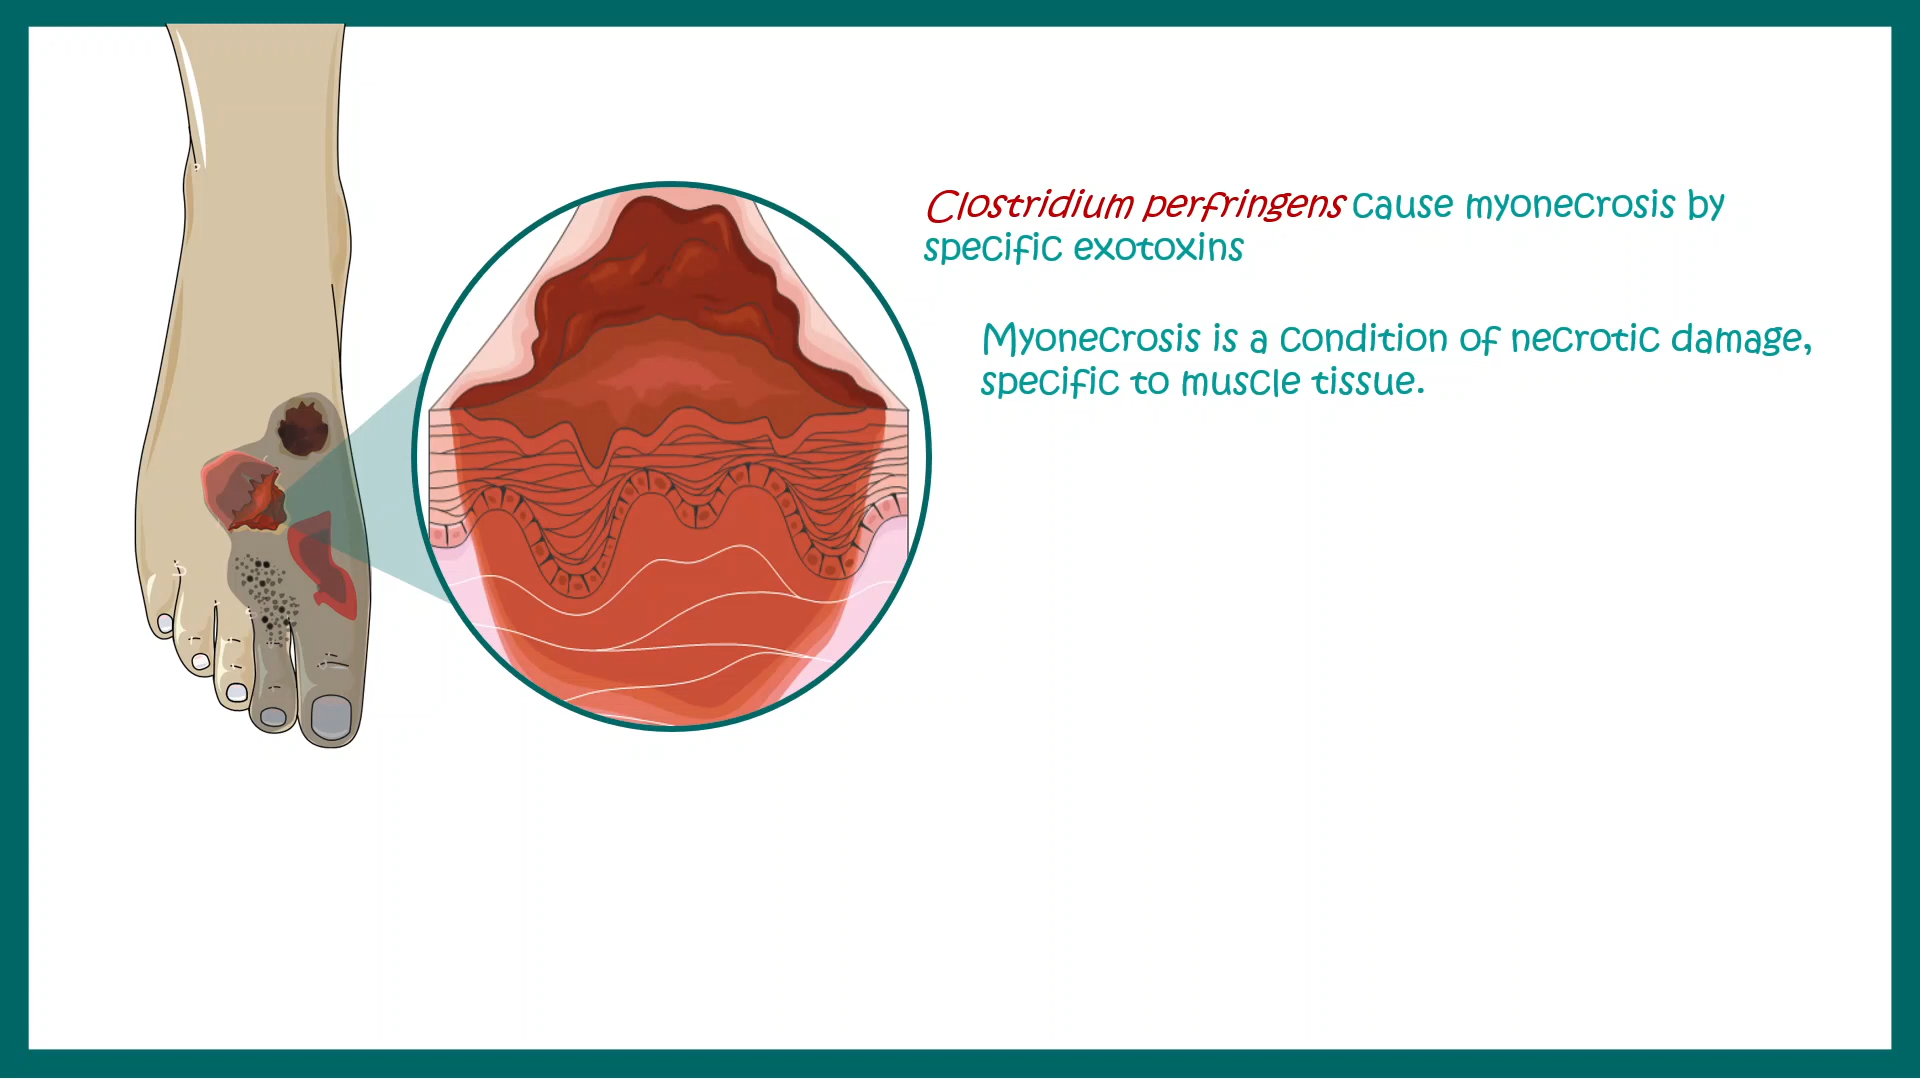 Clostridium perfringens cause myonecrosis by
specific exotoxins
Myonecrosis is a condition of necrotic damage,
specific to muscle tissue.